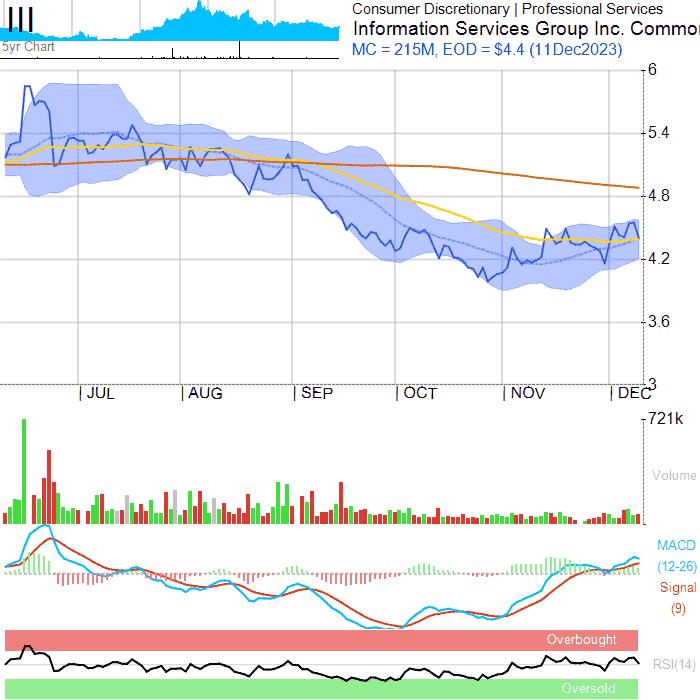 III
5yr Chart
Consumer Discretionary | Professional Services
Information Services Group Inc. Commo
MC = 215M, EOD = $4.4 (11Dec2023)
6
5.4
4.8
4.2
3.6
3
| JUL | AUG | SEP | OCT | NOV | DEC
721k
Volume
MACD
(12-26)
Signal
(9)
Overbought
RSI(14)
Oversold